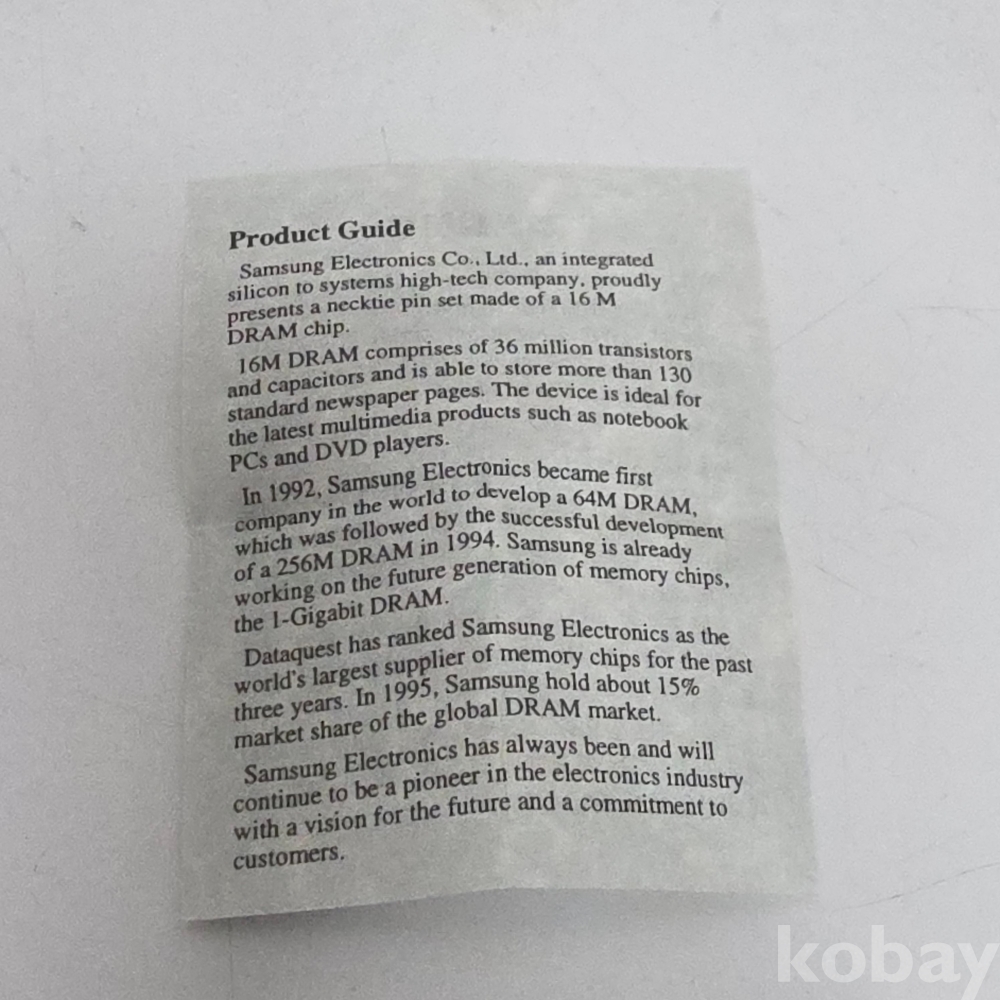 Product Guide
Samsung Electronics Co., Ltd., an integrated
silicon to systems high-tech company, proudly
presents a necktie pin set made of a 16 M
DRAM chip.
16M DRAM comprises of 36 million transistors
and capacitors and is able to store more than 130
standard newspaper pages. The device is ideal for
the latest multimedia products such as notebook
PCs and DVD players.
In 1992, Samsung Electronics became first
company in the world to develop a 64M DRAM,
which was followed by the successful development
of a 256M DRAM in 1994. Samsung is already
working on the future generation of memory chips,
the 1-Gigabit DRAM.
Dataquest has ranked Samsung Electronics as the
world's largest supplier of memory chips for the past
three years. In 1995, Samsung hold about 15%
market share of the global DRAM market.
Samsung Electronics has always been and will
continue to be a pioneer in the electronics industry
with a vision for the future and a commitment to
customers.
kobay